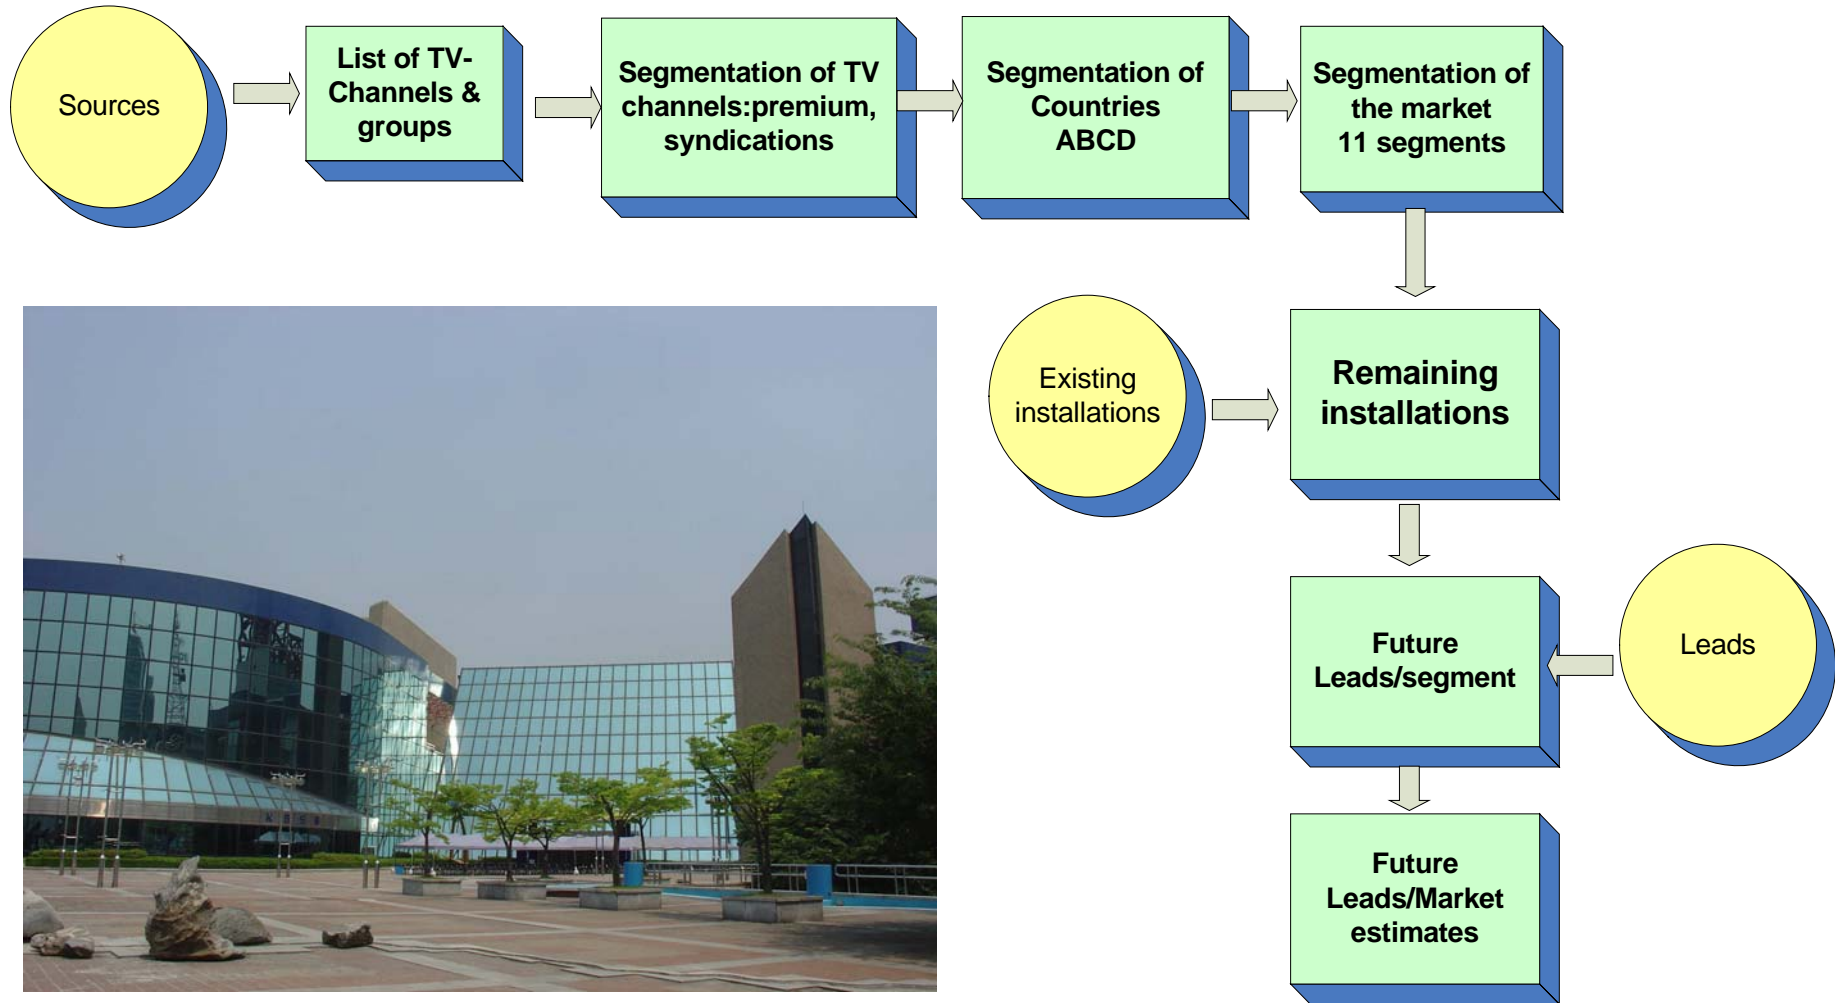 Sources
List of TV-
Channels &
groups
Segmentation of TV
channels:premium,
syndications
Segmentation of
Countries
ABCD
Segmentation of
the market
11 segments
Existing
installations
Remaining
installations
Future
Leads/segment
Leads
Future
Leads/Market
estimates